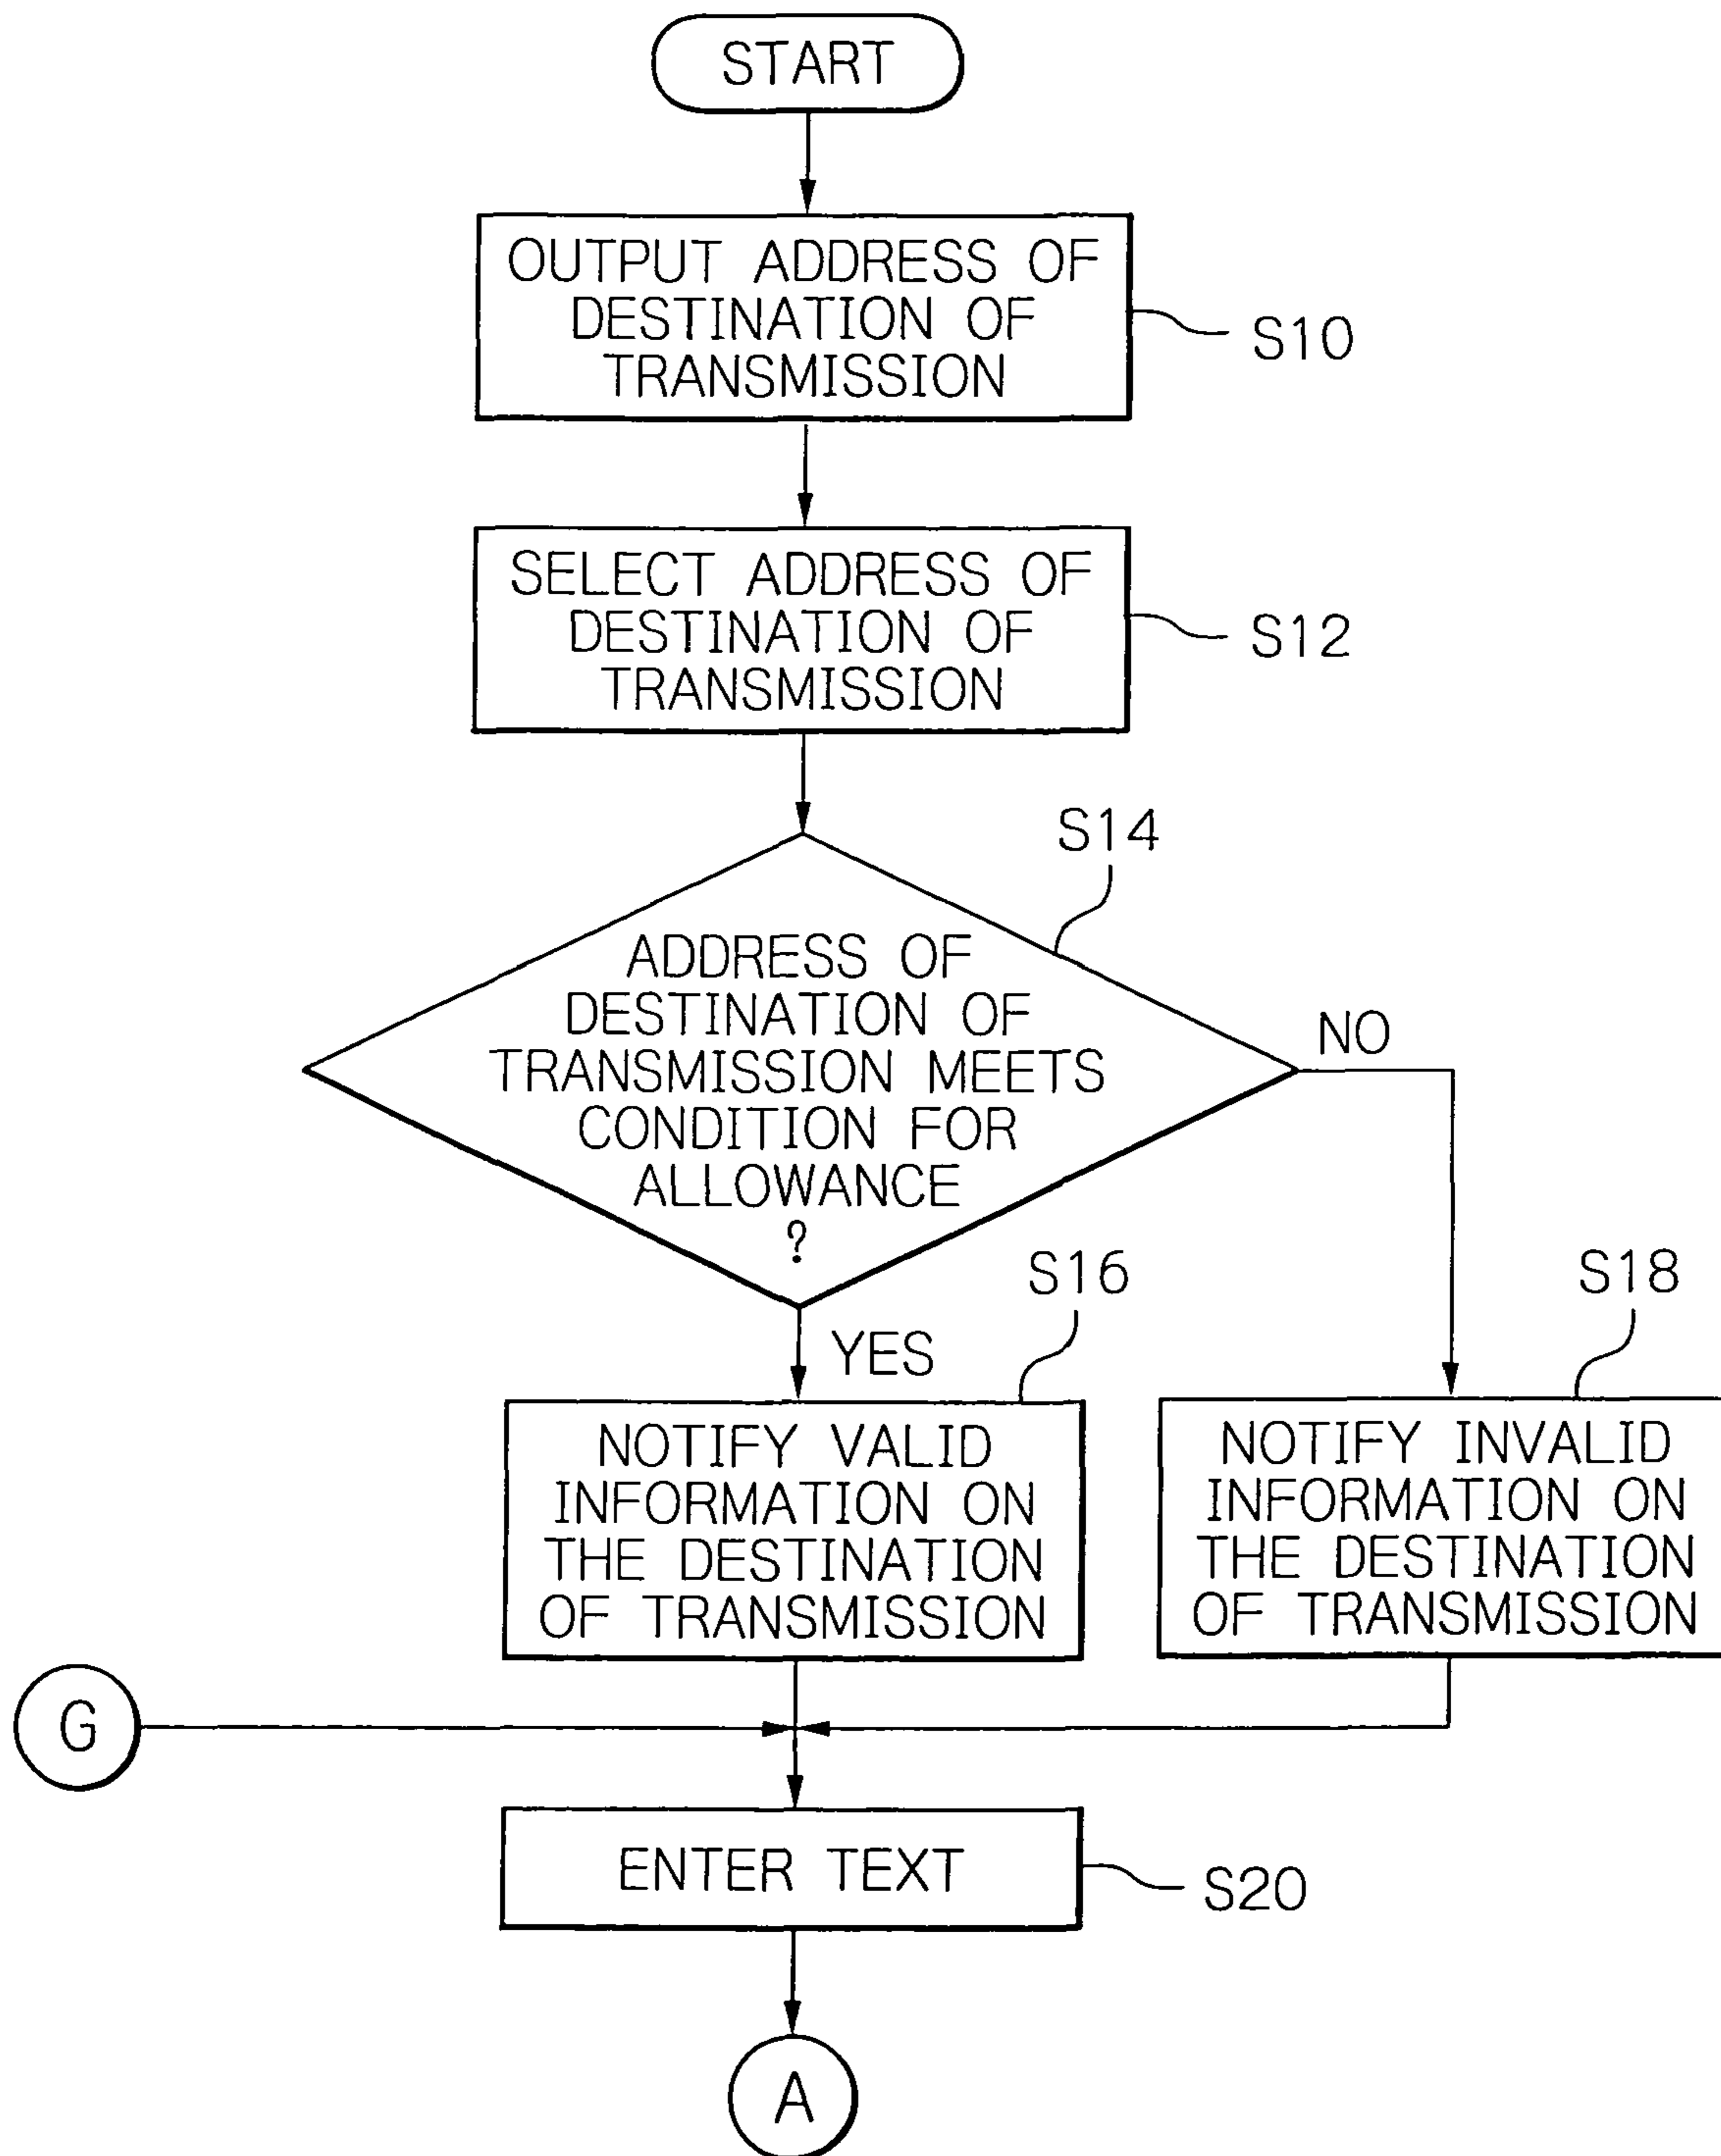 START
OUTPUT ADDRESS OF
DESTINATION OF
TRANSMISSION
S10
SELECT ADDRESS OF
DESTINATION OF
TRANSMISSION
S12
S14
ADDRESS OF
DESTINATION OF
TRANSMISSION MEETS
CONDITION FOR
ALLOWANCE
?
NO
YES
S16
S18
NOTIFY VALID
INFORMATION ON
THE DESTINATION
OF TRANSMISSION
NOTIFY INVALID
INFORMATION ON
THE DESTINATION
OF TRANSMISSION
G
ENTER TEXT
S20
A